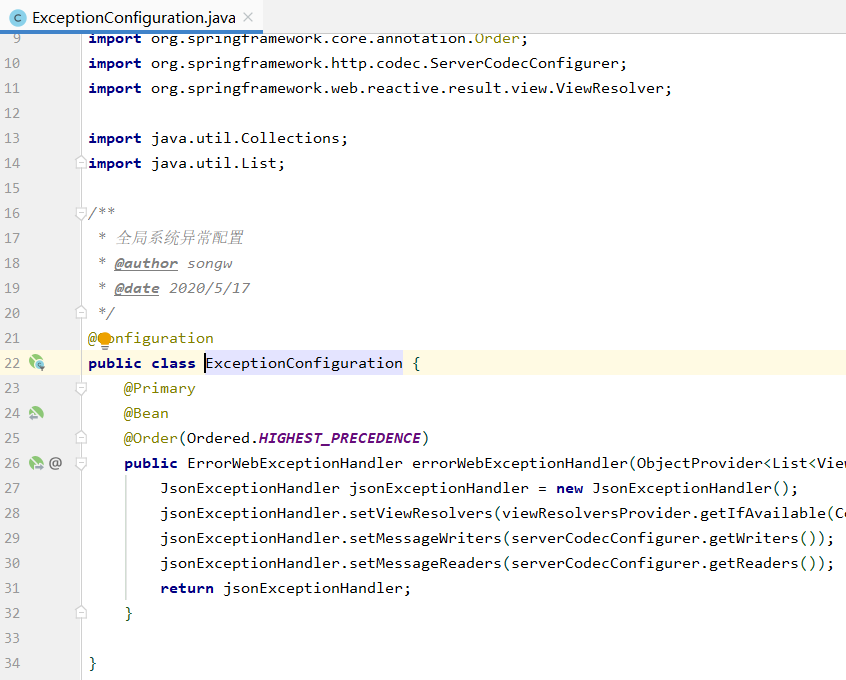 ExceptionConfiguration.java
9 import org.springframework.core.annotation.Order;
10 import org.springframework.http.codec.ServerCodecConfigurer;
11 import org.springframework.web.reactive.result.view.ViewResolver;
12
13 import java.util.Collections;
14 import java.util.List;
15
16 /**
17 * 全局系统异常配置
18 * @author songw
19 * @date 2020/5/17
20 */
21 @Configuration
22 public class ExceptionConfiguration {
23 @Primary
24 @Bean
25 @Order(Ordered.HIGHEST_PRECEDENCE)
26 @ public ErrorWebExceptionHandler errorWebExceptionHandler(ObjectProvider<List<View
27 JsonExceptionHandler jsonExceptionHandler = new JsonExceptionHandler();
28 jsonExceptionHandler.setViewResolvers(viewResolversProvider.getIfAvailable(Co
29 jsonExceptionHandler.setMessageWriters(serverCodecConfigurer.getWriters());
30 jsonExceptionHandler.setMessageReaders(serverCodecConfigurer.getReaders());
31 return jsonExceptionHandler;
32 }
33
34 }